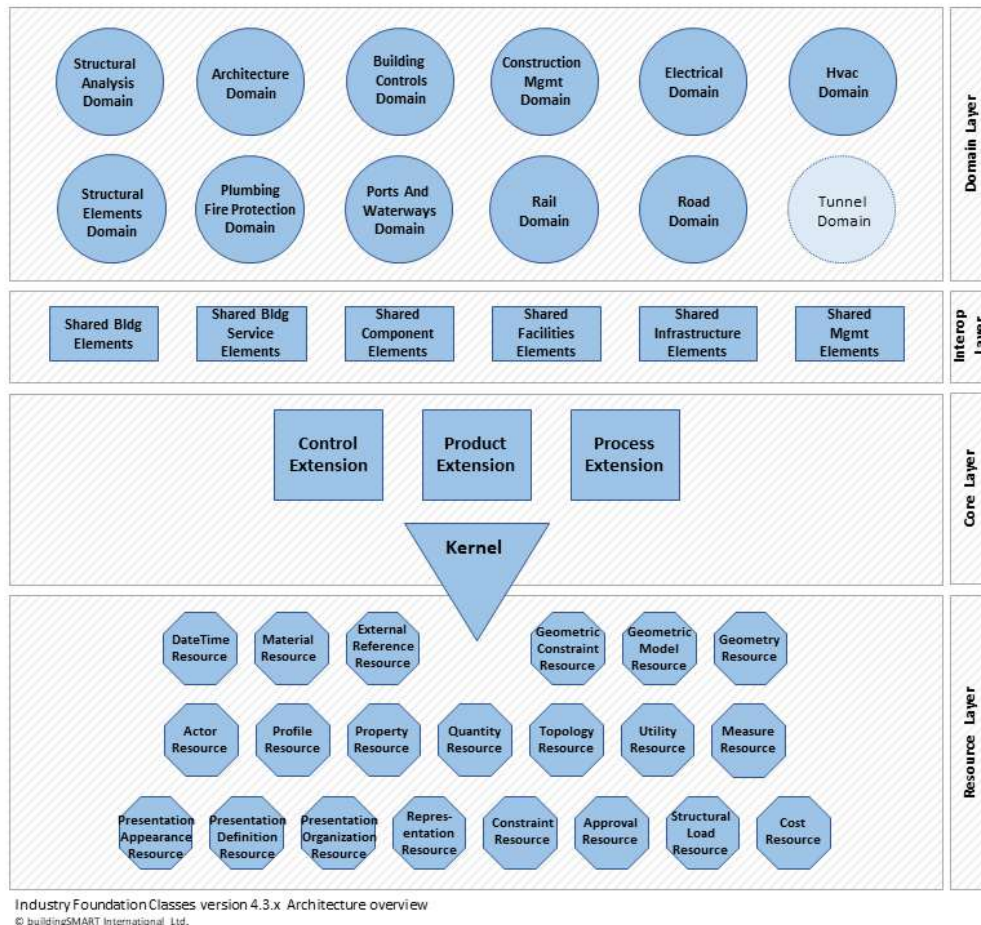 Structural
Analysis
Domain
Architecture
Domain
Building
Controls
Domain
Construction
Mgmt
Domain
Electrical
Domain
Hvac
Domain
Structural
Elements
Domain
Plumbing
Fire Protection
Domain
Ports And
Waterways
Domain
Rail
Domain
Road
Domain
Tunnel
Domain
Domain Layer
Shared Bldg
Elements
Shared Bldg
Service
Elements
Shared
Component
Elements
Shared
Facilities
Elements
Shared
Infrastructure
Elements
Shared
Mgmt
Elements
Interop
Layer
Control
Extension
Product
Extension
Process
Extension
Kernel
Core Layer
DateTime
Resource
Material
Resource
External
Reference
Resource
Geometric
Constraint
Resource
Geometric
Model
Resource
Geometry
Resource
Actor
Resource
Profile
Resource
Property
Resource
Quantity
Resource
Topology
Resource
Utility
Resource
Measure
Resource
Presentation
Appearance
Resource
Presentation
Definition
Resource
Presentation
Organization
Resource
Repres-
entation
Resource
Constraint
Resource
Approval
Resource
Structural
Load
Resource
Cost
Resource
Resource Layer
Industry Foundation Classes version 4.3.x Architecture overview
© buildingSMART International Ltd.